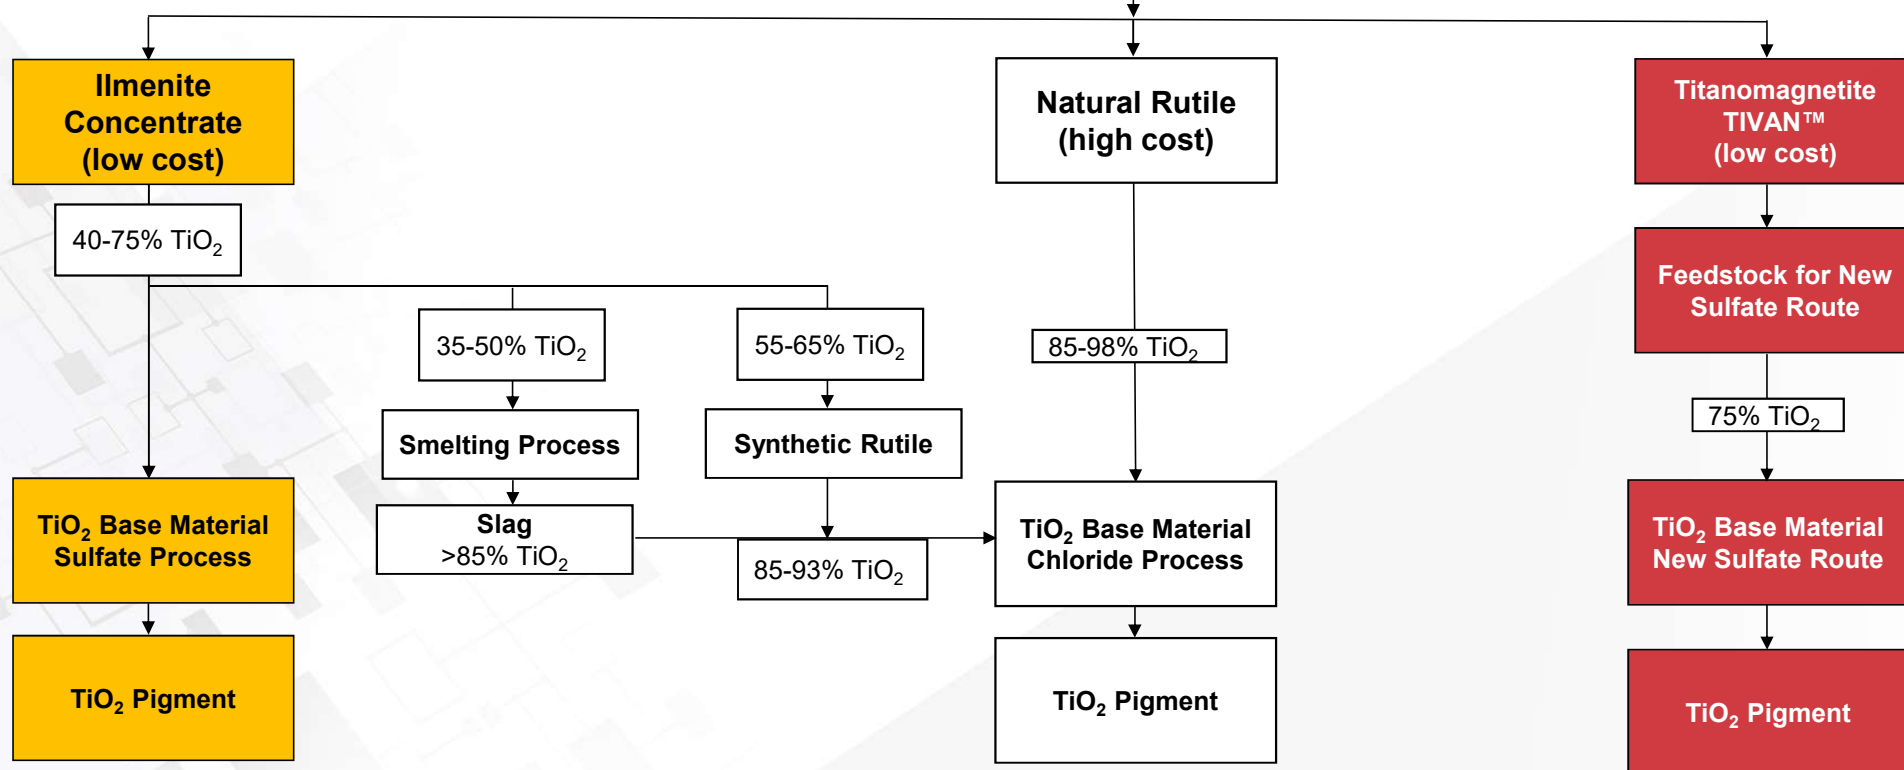 Ilmenite
Concentrate
(low cost)
Natural Rutile
(high cost)
Titanomagnetite
TIVAN™
(low cost)
40-75% TiO₂
Feedstock for New
Sulfate Route
35-50% TiO₂
55-65% TiO₂
85-98% TiO₂
75% TiO₂
Smelting Process
Synthetic Rutile
TiO₂ Base Material
Sulfate Process
Slag
>85% TiO₂
85-93% TiO₂
TiO₂ Base Material
Chloride Process
TiO₂ Base Material
New Sulfate Route
TiO₂ Pigment
TiO₂ Pigment
TiO₂ Pigment